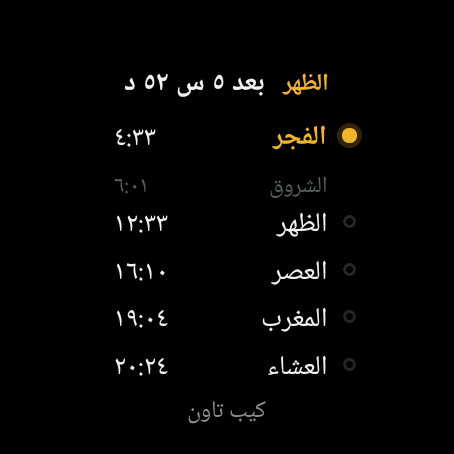 الظهر بعد ٥ س ٥٢ د
الفجر ٤:٣٣
الشروق ٦:٠١
الظهر ١٢:٣٣
العصر ١٦:١٠
المغرب ١٩:٠٤
العشاء ٢٠:٢٤
كيب تاون